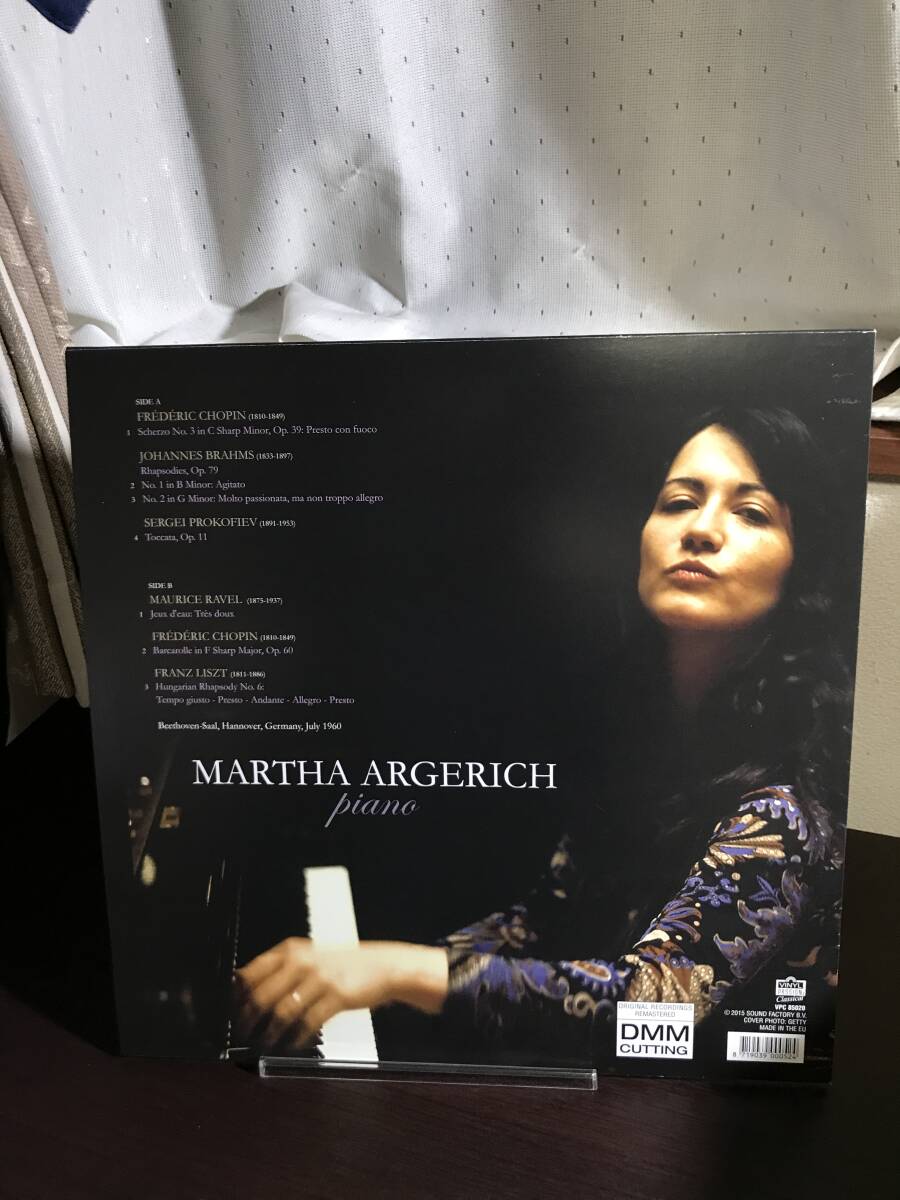 SIDE A
FRÉDÉRIC CHOPIN (1810-1849)
1 Scherzo No. 3 in C Sharp Minor, Op. 39: Presto con fuoco
JOHANNES BRAHMS (1833-1897)
Rhapsodies, Op. 79
2 No. 1 in B Minor: Agitato
3 No. 2 in G Minor: Molto passionata, ma non troppo allegro
SERGEI PROKOFIEV (1891-1953)
4 Toccata, Op. 11
SIDE B
MAURICE RAVEL (1875-1937)
1 Jeux d'eau: Très doux
FRÉDÉRIC CHOPIN (1810-1849)
2 Barcarolle in F Sharp Major, Op. 60
FRANZ LISZT (1811-1886)
3 Hungarian Rhapsody No. 6:
Tempo giusto - Presto - Andante - Allegro - Presto
Beethoven-Saal, Hannover, Germany, July 1960
MARTHA ARGERICH
piano
ORIGINAL RECORDINGS
REMASTERED
DMM
CUTTING
VINYL
PASSION
Classical
VPC 85020
© 2015 SOUND FACTORY B.V.
COVER PHOTO: GETTY
MADE IN THE EU
8 719039 000524